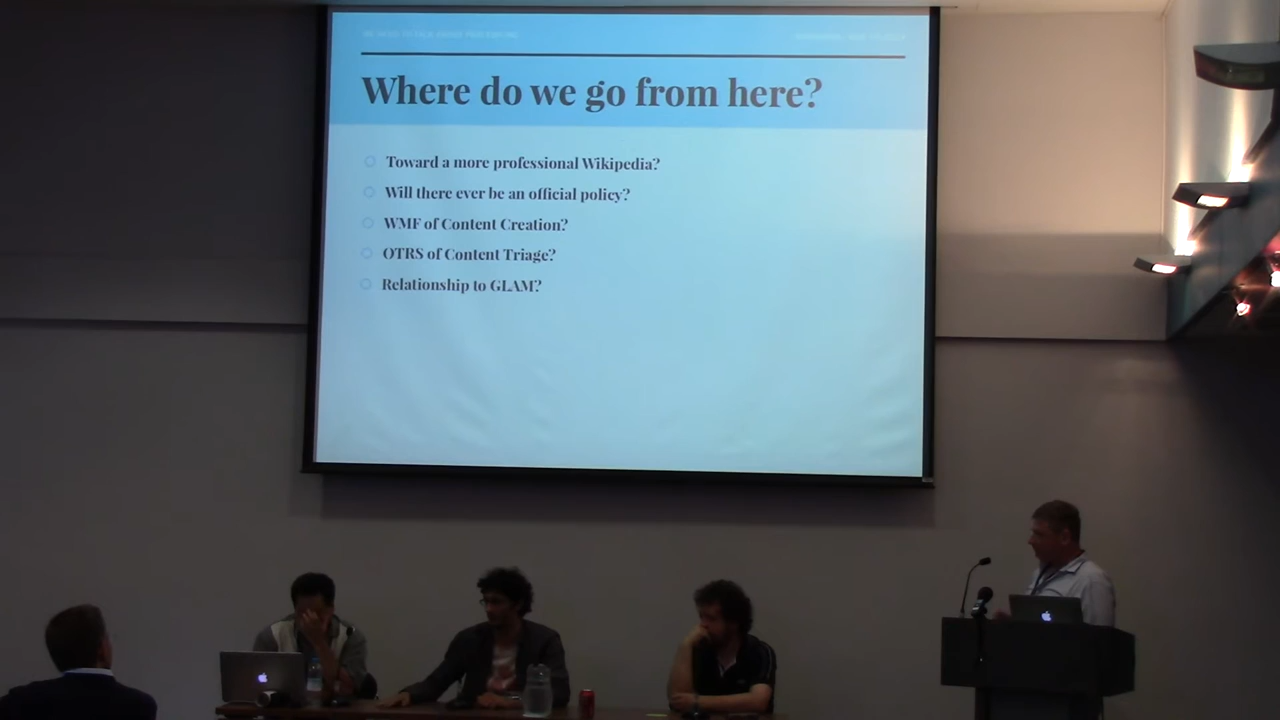 Where do we go from here?
Toward a more professional Wikipedia?
Will there ever be an official policy?
WMF of Content Creation?
OTRS of Content Triage?
Relationship to GLAM?